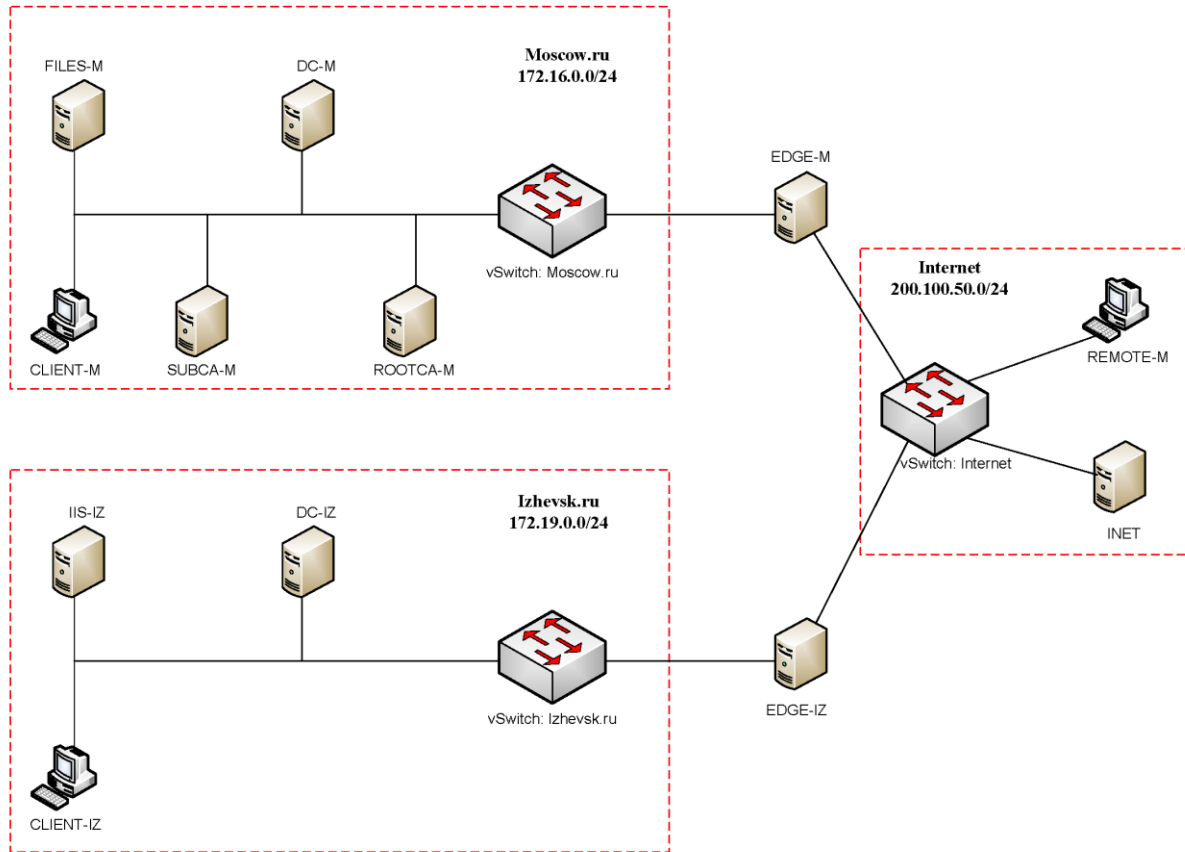 Moscow.ru
172.16.0.0/24
FILES-M
DC-M
EDGE-M
vSwitch: Moscow.ru
CLIENT-M
SUBCA-M
ROOTCA-M
Internet
200.100.50.0/24
REMOTE-M
vSwitch: Internet
INET
Izhevsk.ru
172.19.0.0/24
IIS-IZ
DC-IZ
vSwitch: Izhevsk.ru
EDGE-IZ
CLIENT-IZ